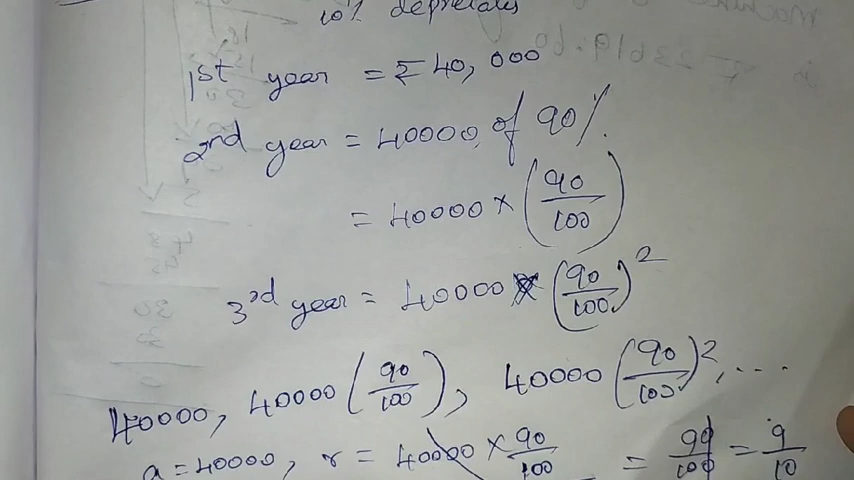 10% depreciates
1st year = ₹ 40,000
2nd year = 40000 of 90%.
= 40000 × (90/100)
3rd year = 40000 × (90/100)²
40000, 40000 (90/100), 40000 (90/100)², ....
a = 40000, r = 40000 × 90/100 = 90/100 = 9/10